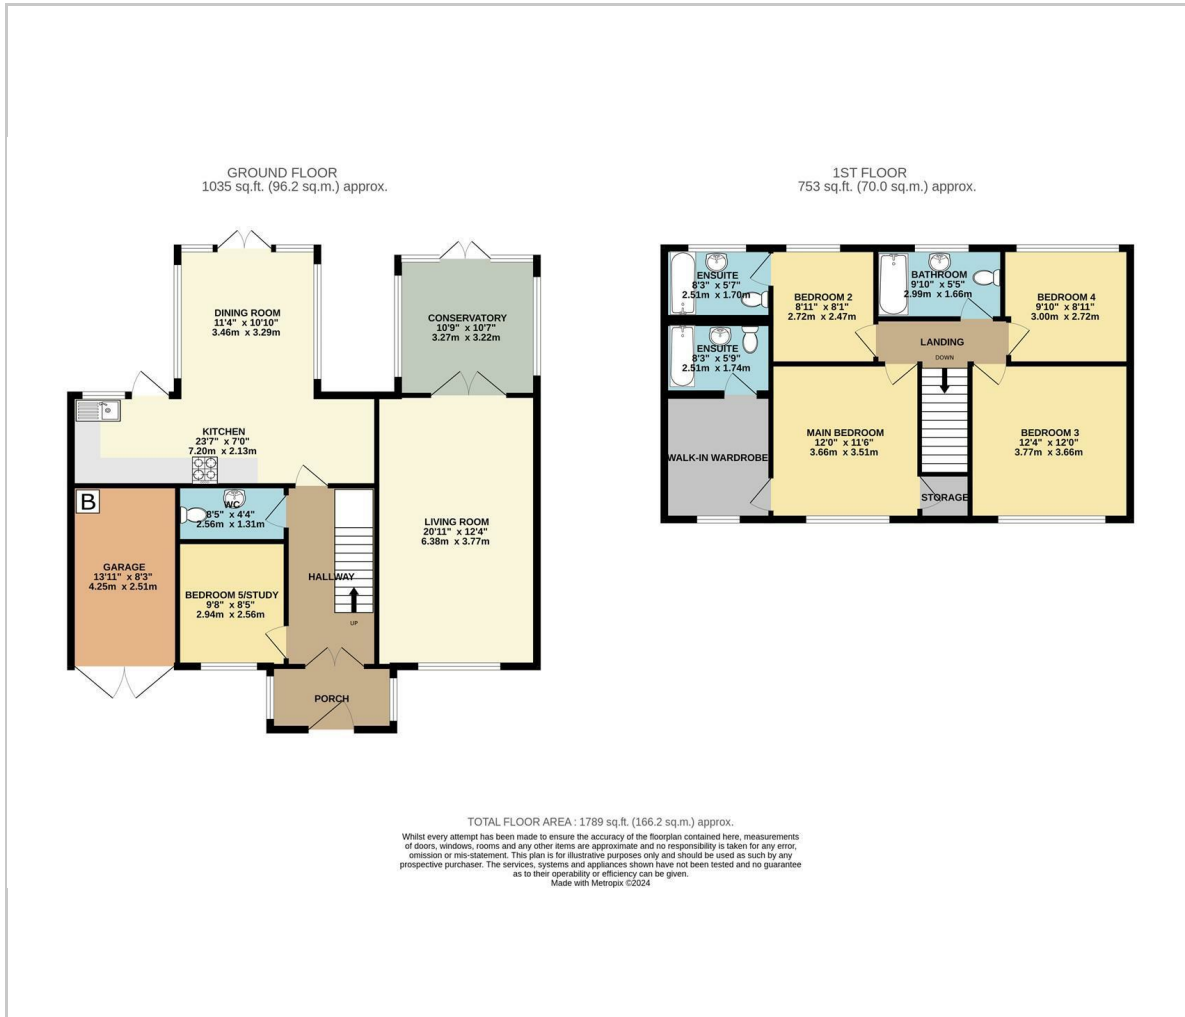 GROUND FLOOR
1035 sq.ft. (96.2 sq.m.) approx.
DINING ROOM
11'4" x 10'10"
3.46m x 3.29m
CONSERVATORY
10'9" x 10'7"
3.27m x 3.22m
KITCHEN
23'7" x 7'0"
7.20m x 2.13m
B
WC
8'5" x 4'4"
2.56m x 1.31m
LIVING ROOM
20'11" x 12'4"
6.38m x 3.77m
GARAGE
13'11" x 8'3"
4.25m x 2.51m
HALLWAY
BEDROOM 5/STUDY
9'8" x 8'5"
2.94m x 2.56m
UP
PORCH
1ST FLOOR
753 sq.ft. (70.0 sq.m.) approx.
ENSUITE
8'3" x 5'7"
2.51m x 1.70m
BEDROOM 2
8'11" x 8'1"
2.72m x 2.47m
BATHROOM
9'10" x 5'5"
2.99m x 1.66m
BEDROOM 4
9'10" x 8'11"
3.00m x 2.72m
ENSUITE
8'3" x 5'9"
2.51m x 1.74m
LANDING
DOWN
MAIN BEDROOM
12'0" x 11'6"
3.66m x 3.51m
BEDROOM 3
12'4" x 12'0"
3.77m x 3.66m
WALK-IN WARDROBE
STORAGE
TOTAL FLOOR AREA : 1789 sq.ft. (166.2 sq.m.) approx.
Whilst every attempt has been made to ensure the accuracy of the floorplan contained here, measurements
of doors, windows, rooms and any other items are approximate and no responsibility is taken for any error,
omission or mis-statement. This plan is for illustrative purposes only and should be used as such by any
prospective purchaser. The services, systems and appliances shown have not been tested and no guarantee
as to their operability or efficiency can be given.
Made with Metropix ©2024